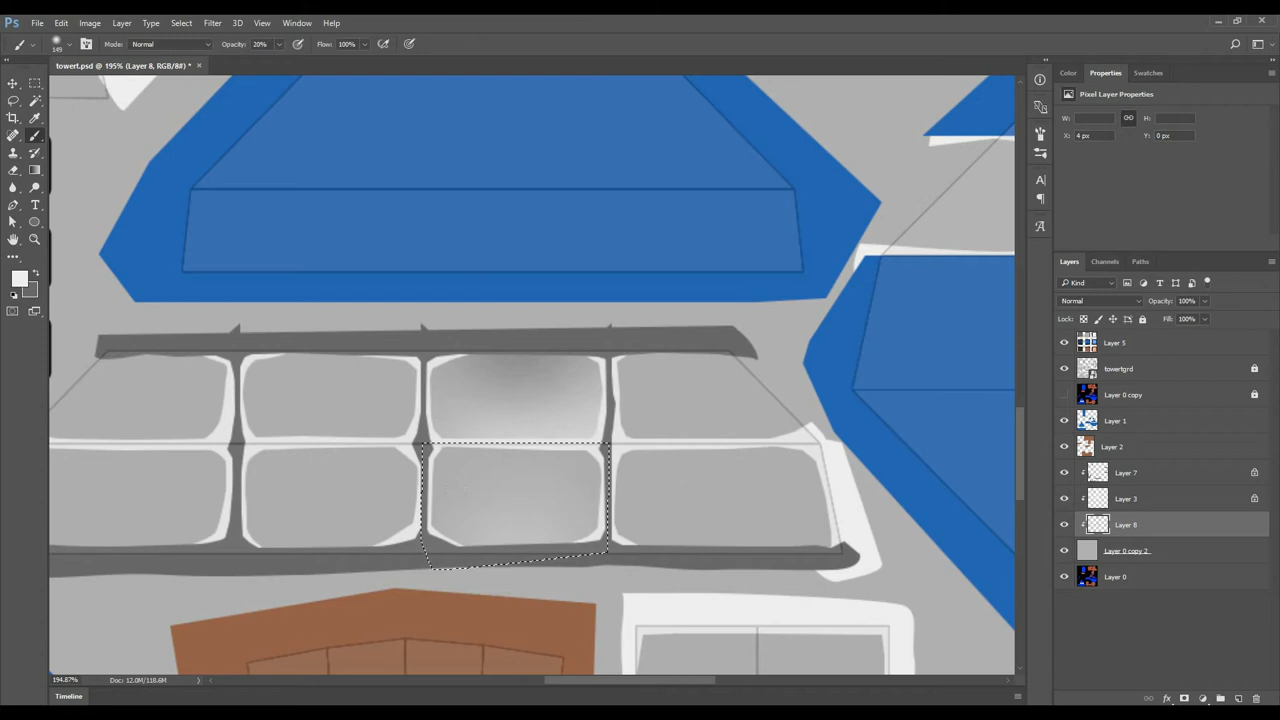 Ps File Edit Image Layer Type Select Filter 3D View Window Help
149 Mode: Normal Opacity: 20% Flow: 100%
towert.psd @ 195% (Layer 8, RGB/8#) * ×
Color Properties Swatches
Pixel Layer Properties
W: H:
X: 4 px Y: 0 px
Layers Channels Paths
Kind
Normal Opacity: 100%
Lock: Fill: 100%
Layer 5
towertgrd
Layer 0 copy
Layer 1
Layer 2
Layer 7
Layer 3
Layer 8
Layer 0 copy 2
Layer 0
194.87% Doc: 12.0M/118.6M
Timeline